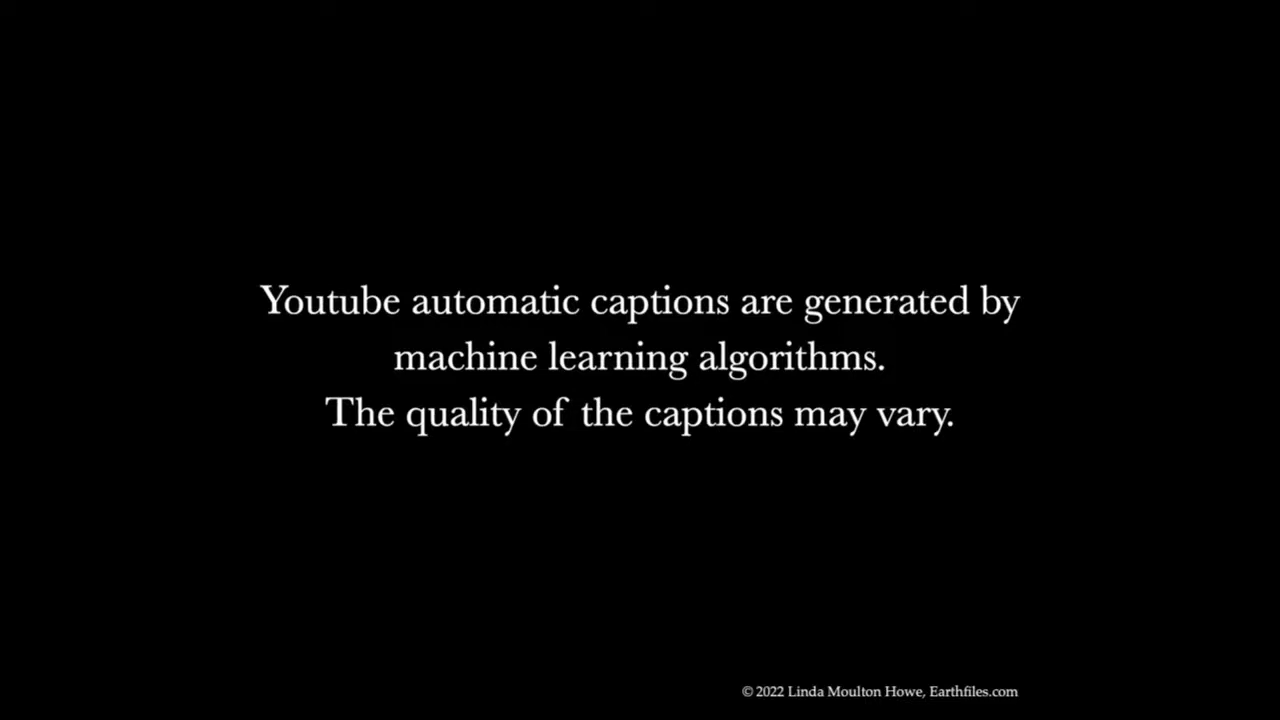 Youtube automatic captions are generated by
machine learning algorithms.
The quality of the captions may vary.
© 2022 Linda Moulton Howe, Earthfiles.com